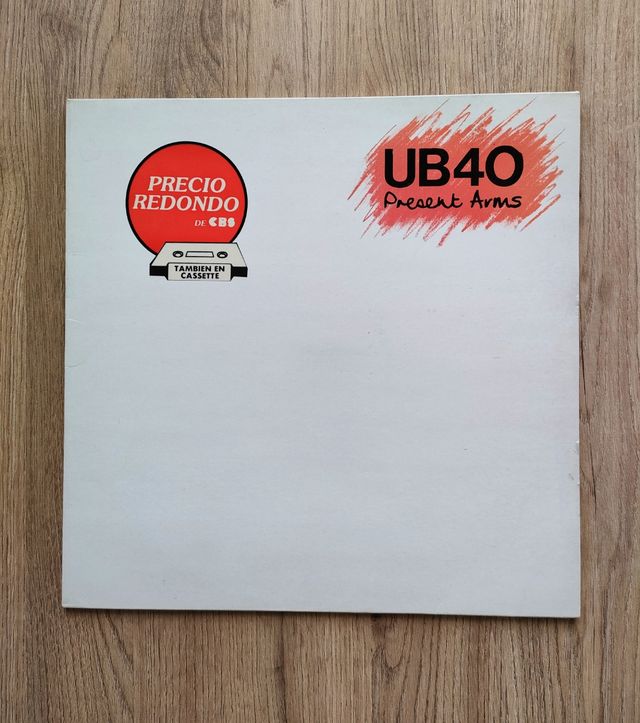 PRECIO
REDONDO
DE CBS
TAMBIEN EN
CASSETTE
UB40
Present Arms